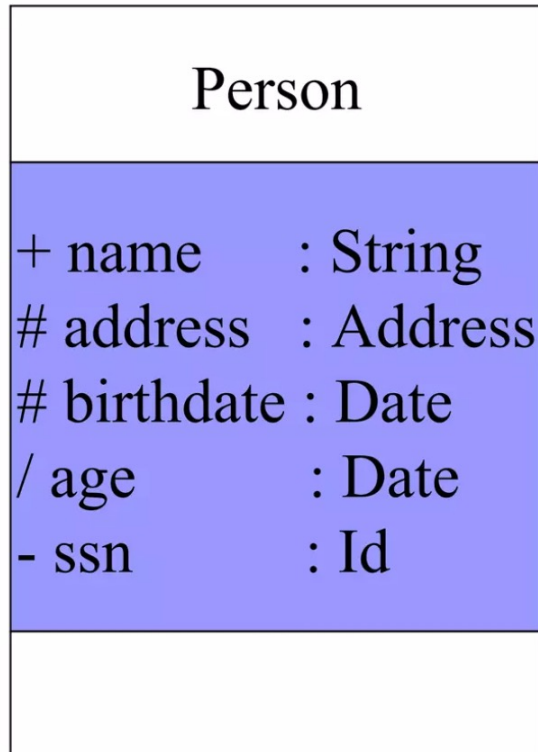 Person
+ name : String
# address : Address
# birthdate : Date
/ age : Date
- ssn : Id